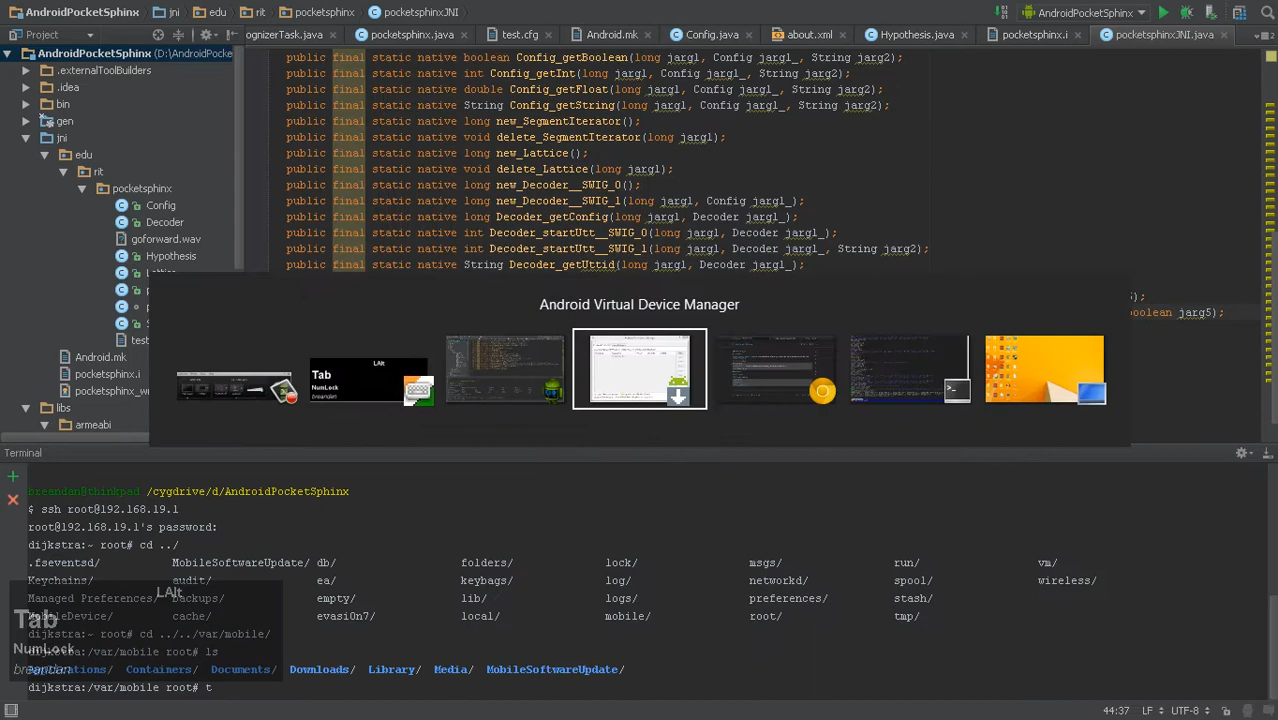 AndroidPocketSphinx jni edu rit pocketsphinx pocketsphinxJNI
AndroidPocketSphinx
Project
ognizerTask.java pocketsphinx.java test.cfg Android.mk Config.java about.xml Hypothesis.java pocketsphinx.i pocketsphinxJNI.java
AndroidPocketSphinx (D:\AndroidPocke
.externalToolBuilders
.idea
bin
gen
jni
edu
rit
pocketsphinx
Config
Decoder
goforward.wav
Hypothesis
Android.mk
pocketsphinx.i
pocketsphinx_wr
libs
armeabi
public final static native boolean Config_getBoolean(long jarg1, Config jarg1_, String jarg2);
public final static native int Config_getInt(long jarg1, Config jarg1_, String jarg2);
public final static native double Config_getFloat(long jarg1, Config jarg1_, String jarg2);
public final static native String Config_getString(long jarg1, Config jarg1_, String jarg2);
public final static native long new_SegmentIterator();
public final static native void delete_SegmentIterator(long jarg1);
public final static native long new_Lattice();
public final static native void delete_Lattice(long jarg1);
public final static native long new_Decoder__SWIG_0();
public final static native long new_Decoder__SWIG_1(long jarg1, Config jarg1_);
public final static native long Decoder_getConfig(long jarg1, Decoder jarg1_);
public final static native int Decoder_startUtt__SWIG_0(long jarg1, Decoder jarg1_);
public final static native int Decoder_startUtt__SWIG_1(long jarg1, Decoder jarg1_, String jarg2);
public final static native String Decoder_getUttid(long jarg1, Decoder jarg1_);
);
boolean jarg5);
Android Virtual Device Manager
LAlt
Tab
NumLock
breandan
Terminal
breandan@thinkpad /cygdrive/d/AndroidPocketSphinx
$ ssh root@192.168.19.1
root@192.168.19.1's password:
dijkstra:~ root# cd ../
.fseventsd/ MobileSoftwareUpdate/ db/ folders/ lock/ msgs/ run/ vm/
Keychains/ audit/ ea/ keybags/ log/ networkd/ spool/ wireless/
Managed Preferences/ backups/ empty/ lib/ logs/ preferences/ stash/
MobileDevice/ cache/ evasi0n7/ local/ mobile/ root/ tmp/
dijkstra:~ root# cd ../../var/mobile/
dijkstra:/var/mobile root# ls
Applications/ Containers/ Documents/ Downloads/ Library/ Media/ MobileSoftwareUpdate/
dijkstra:/var/mobile root# t
LAlt
Tab
NumLock
breandan
44:37 LF UTF-8